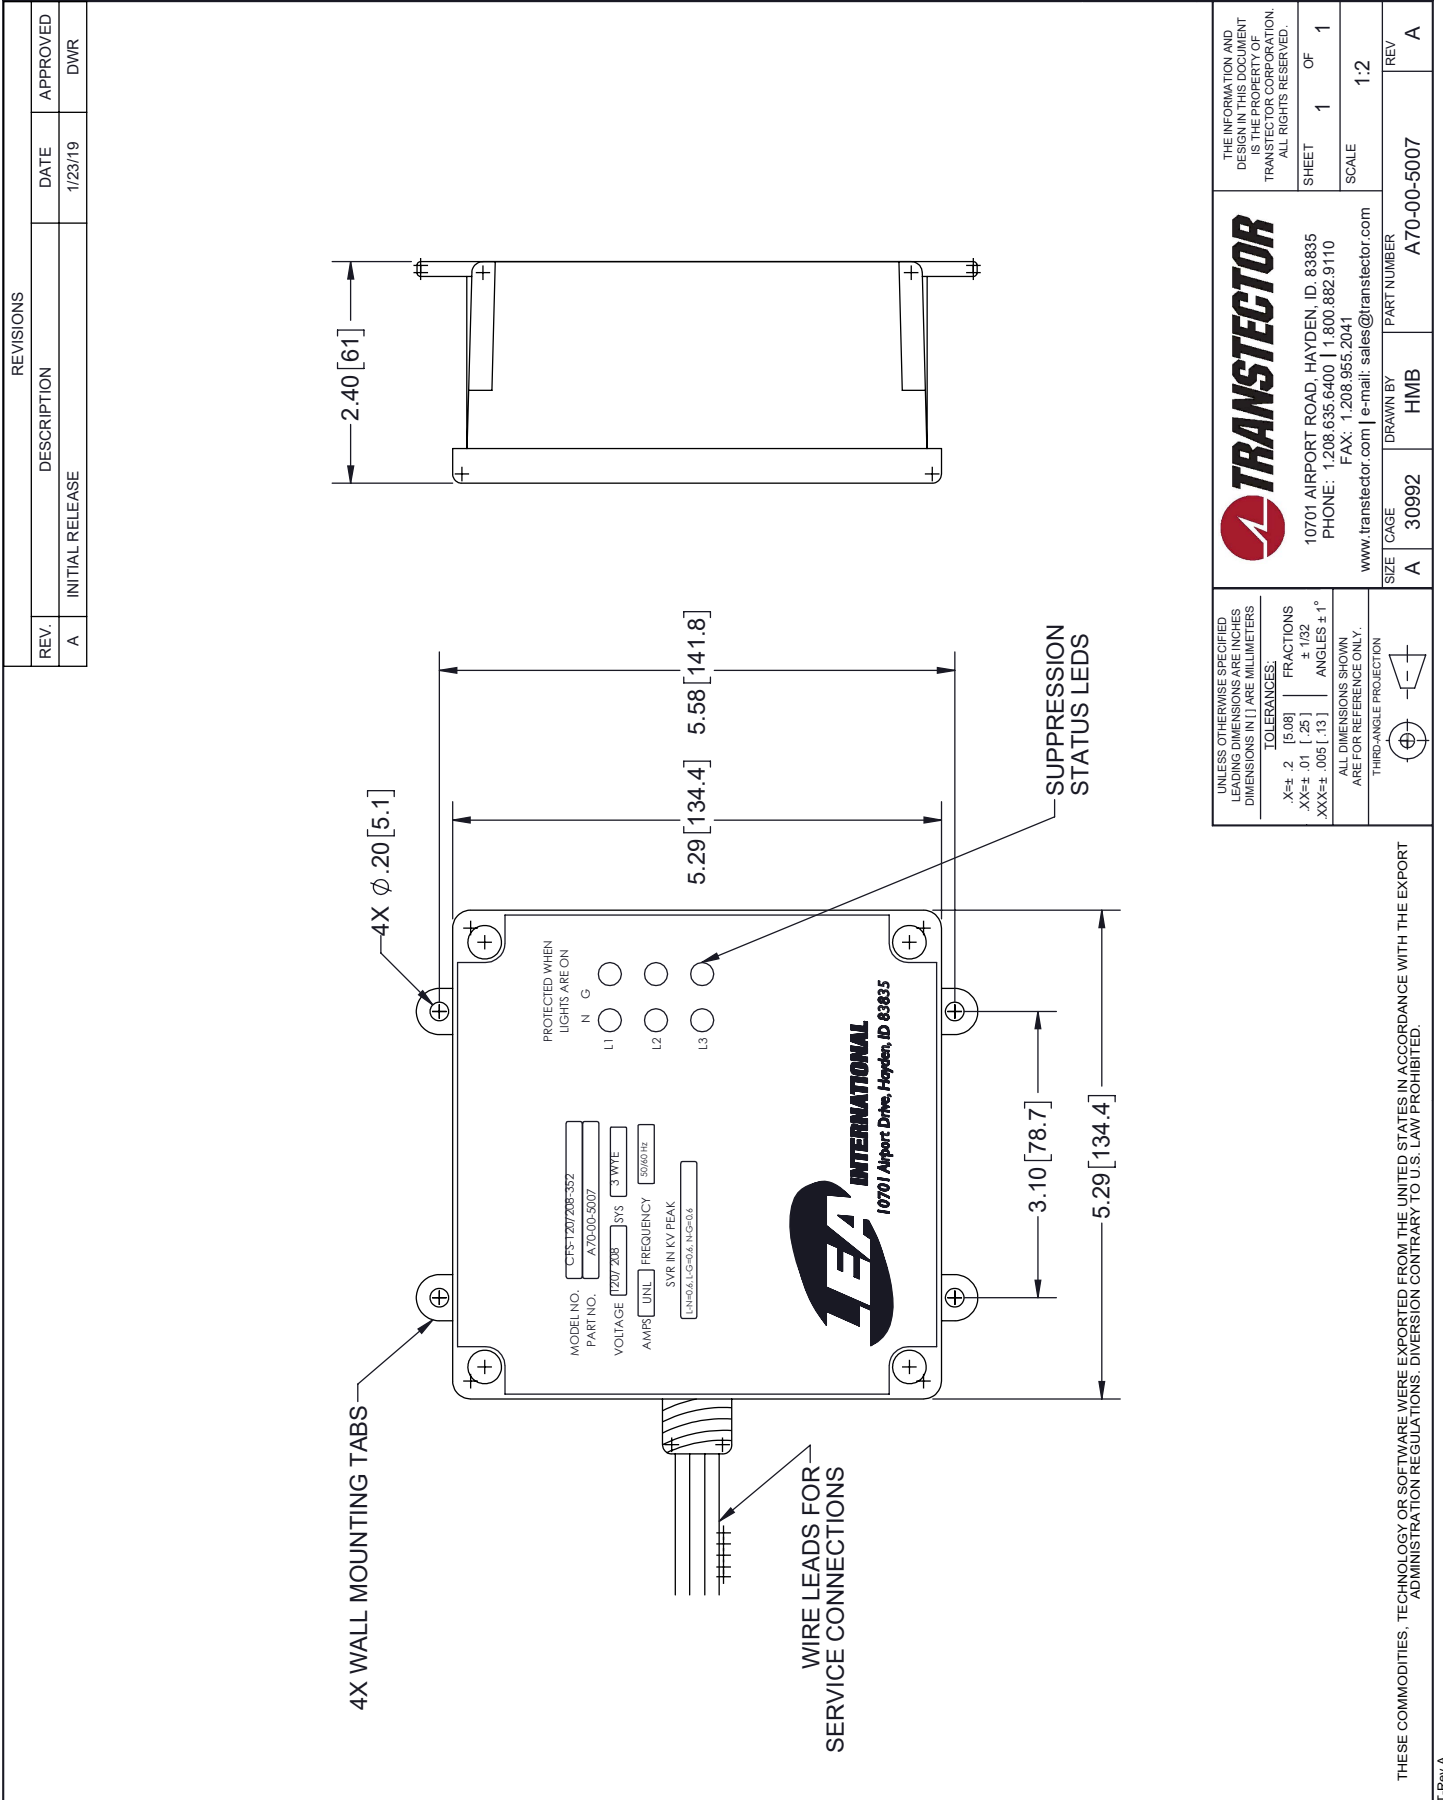 REVISIONS
REV. DESCRIPTION DATE APPROVED
A INITIAL RELEASE 1/23/19 DWR
4X WALL MOUNTING TABS
4X Ø.20[5.1]
2.40[61]
5.29[134.4]
5.58[141.8]
PROTECTED WHEN
LIGHTS ARE ON
N G
L1
L2
L3
MODEL NO. CFS-120/208-352
PART NO. A70-00-5007
VOLTAGE 120/ 208 SYS 3 WYE
AMPS UNL FREQUENCY 50/60 Hz
SVR IN KV PEAK
L-N=0.6, L-G=0.6, N-G=0.6
IEA
INTERNATIONAL
10701 Airport Drive, Hayden, ID 83835
WIRE LEADS FOR
SERVICE CONNECTIONS
SUPPRESSION
STATUS LEDS
3.10[78.7]
5.29[134.4]
UNLESS OTHERWISE SPECIFIED
LEADING DIMENSIONS ARE INCHES
DIMENSIONS IN [ ] ARE MILLIMETERS
TOLERANCES:
.X=± .2 [5.08] FRACTIONS
.XX=± .01 [ .25 ] ± 1/32
.XXX=± .005 [ .13 ] ANGLES ± 1°
ALL DIMENSIONS SHOWN
ARE FOR REFERENCE ONLY.
THIRD-ANGLE PROJECTION
TRANSTECTOR
10701 AIRPORT ROAD, HAYDEN, ID. 83835
PHONE: 1.208.635.6400 | 1.800.882.9110
FAX: 1.208.955.2041
www.transtector.com | e-mail: sales@transtector.com
THE INFORMATION AND
DESIGN IN THIS DOCUMENT
IS THE PROPERTY OF
TRANSTECTOR CORPORATION.
ALL RIGHTS RESERVED.
SHEET 1 OF 1
SCALE 1:2
SIZE A
CAGE 30992
DRAWN BY HMB
PART NUMBER A70-00-5007
REV A
THESE COMMODITIES, TECHNOLOGY OR SOFTWARE WERE EXPORTED FROM THE UNITED STATES IN ACCORDANCE WITH THE EXPORT
ADMINISTRATION REGULATIONS. DIVERSION CONTRARY TO U.S. LAW PROHIBITED.